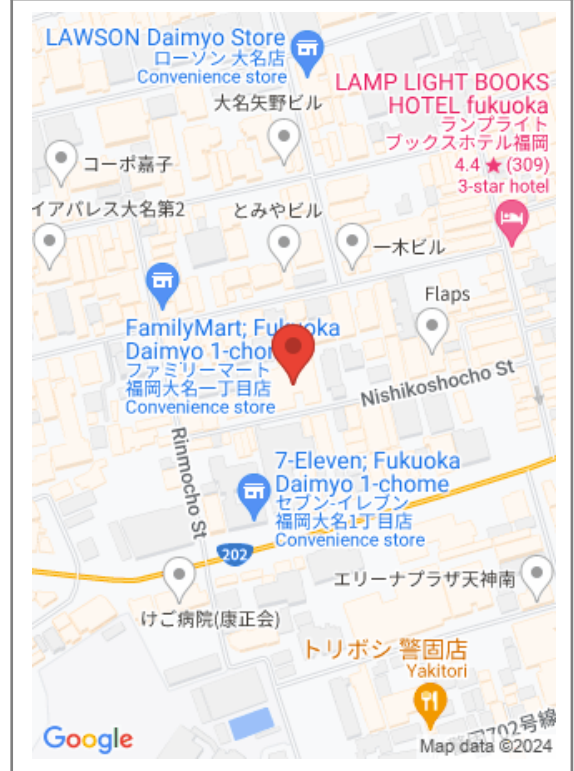 LAWSON Daimyo Store
ローソン 大名店
Convenience store
大名矢野ビル
LAMP LIGHT BOOKS
HOTEL fukuoka
ランプライト
ブックスホテル福岡
4.4 ★ (309)
3-star hotel
コーポ嘉子
イアパレス大名第2
とみやビル
一木ビル
Flaps
FamilyMart; Fukuoka
Daimyo 1-chome
ファミリーマート
福岡大名一丁目店
Convenience store
Nishikoshocho St
Rinmocho St
7-Eleven; Fukuoka
Daimyo 1-chome
セブン-イレブン
福岡大名1丁目店
Convenience store
202
エリーナプラザ天神南
けご病院(康正会)
トリボシ 警固店
Yakitori
702号線
Google
Map data ©2024